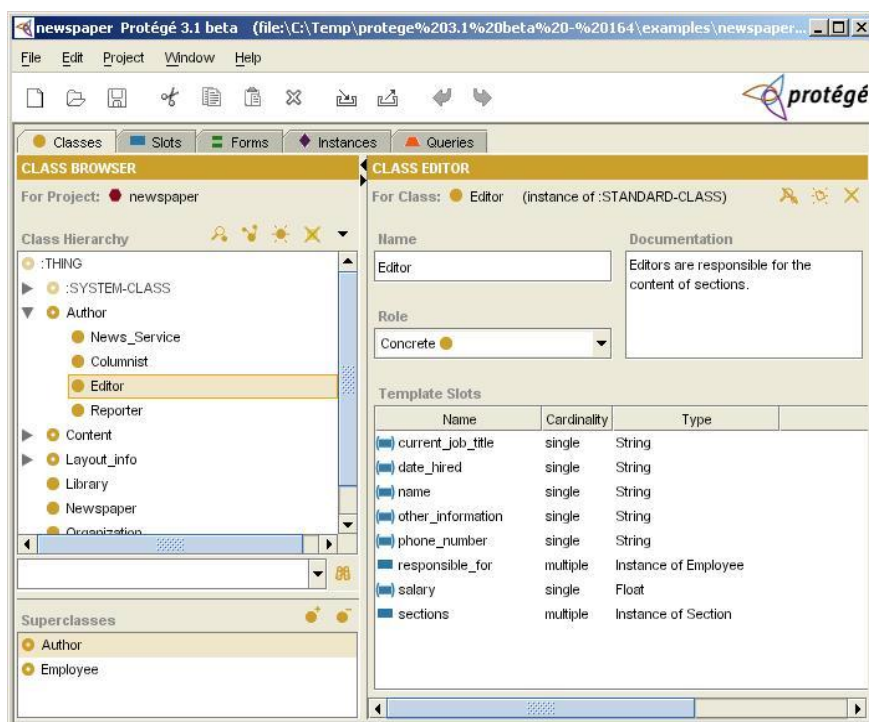 newspaper Protégé 3.1 beta (file:\C:\Temp\protege%203.1%20beta%20-%20164\examples\newspaper...
File Edit Project Window Help
protégé
Classes Slots Forms Instances Queries
CLASS BROWSER
For Project: newspaper
Class Hierarchy
:THING
:SYSTEM-CLASS
Author
News_Service
Columnist
Editor
Reporter
Content
Layout_info
Library
Newspaper
Organization
Superclasses
Author
Employee
CLASS EDITOR
For Class: Editor (instance of :STANDARD-CLASS)
Name
Editor
Documentation
Editors are responsible for the
content of sections.
Role
Concrete
Template Slots
Name Cardinality Type
current_job_title single String
date_hired single String
name single String
other_information single String
phone_number single String
responsible_for multiple Instance of Employee
salary single Float
sections multiple Instance of Section